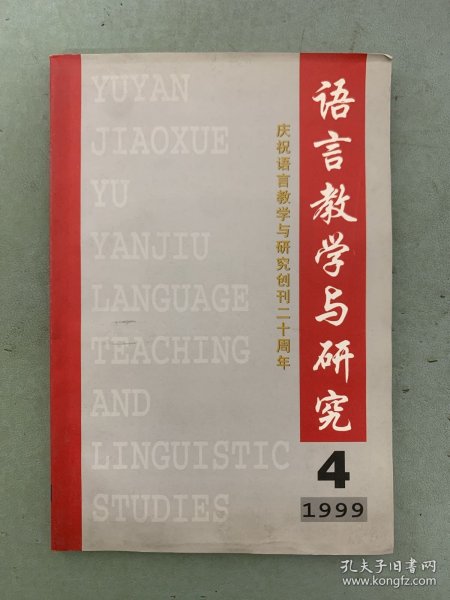 语言教学与研究
庆祝语言教学与研究创刊二十周年
YUYAN
JIAOXUE
YU
YANJIU
LANGUAGE
TEACHING
AND
LINGUISTIC
STUDIES
4
1999
孔夫子旧书网
www.kongfz.com